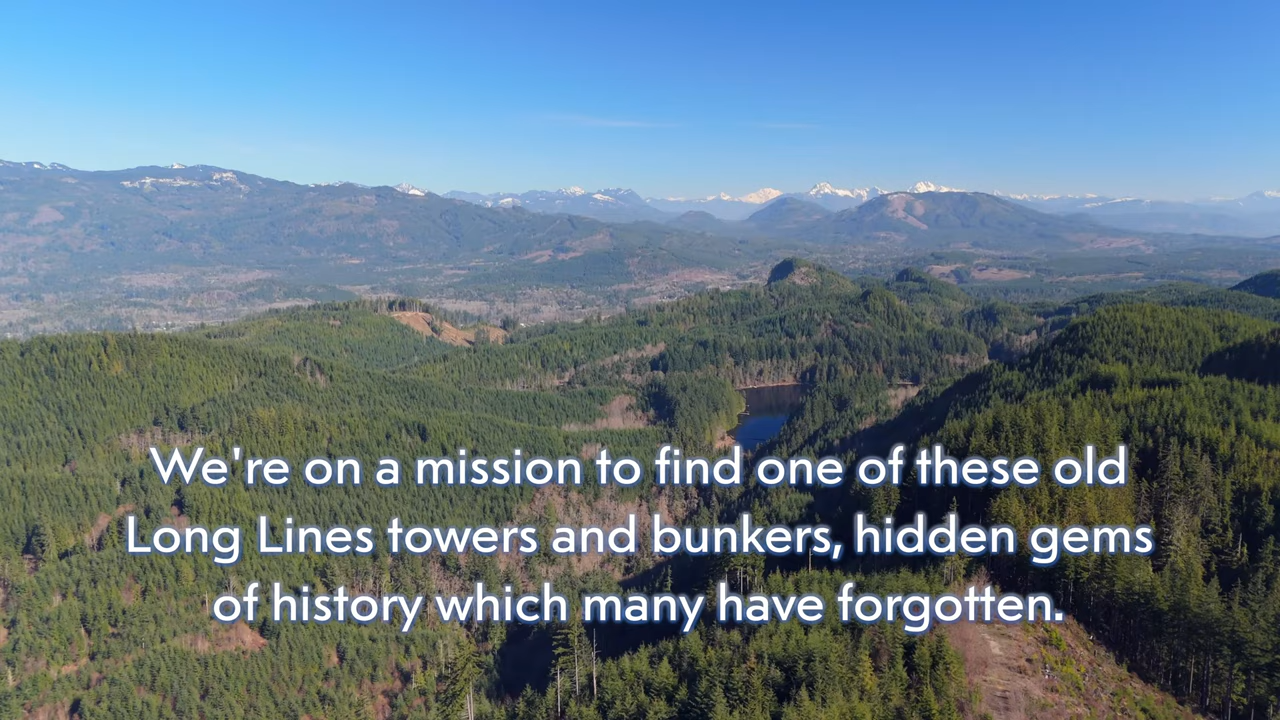 We're on a mission to find one of these old
Long Lines towers and bunkers, hidden gems
of history which many have forgotten.